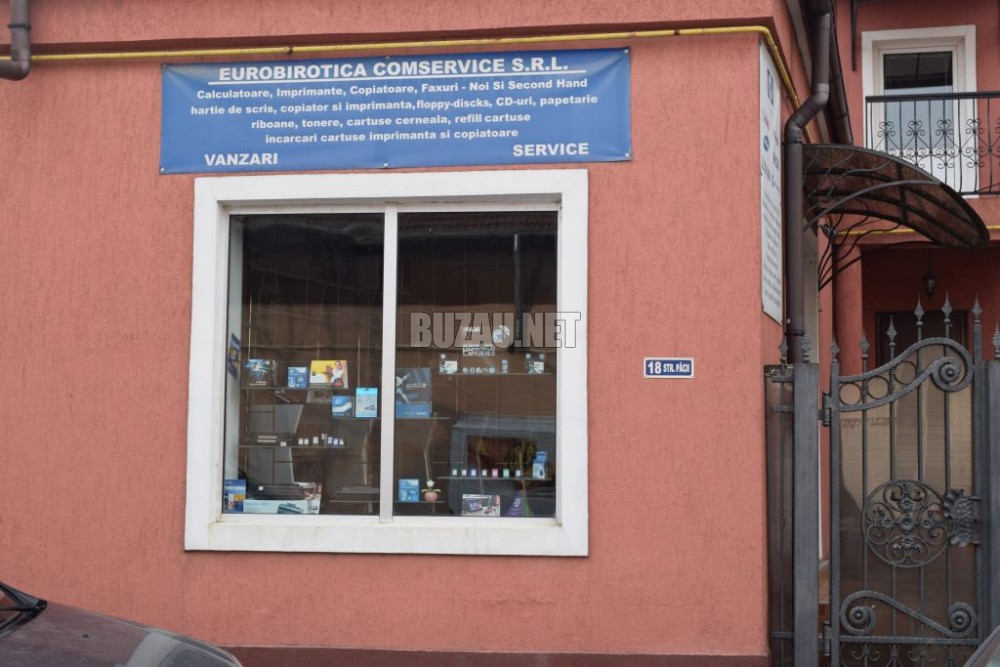 EUROBIROTICA COMSERVICE S.R.L.
Calculatoare, Imprimante, Copiatoare, Faxuri - Noi Si Second Hand
hartie de scris, copiator si imprimanta,floppy-discks, CD-uri, papetarie
riboane, tonere, cartuse cerneala, refill cartuse
incarcari cartuse imprimanta si copiatoare
VANZARI SERVICE
BUZAU.NET
18 STR. PĂCII